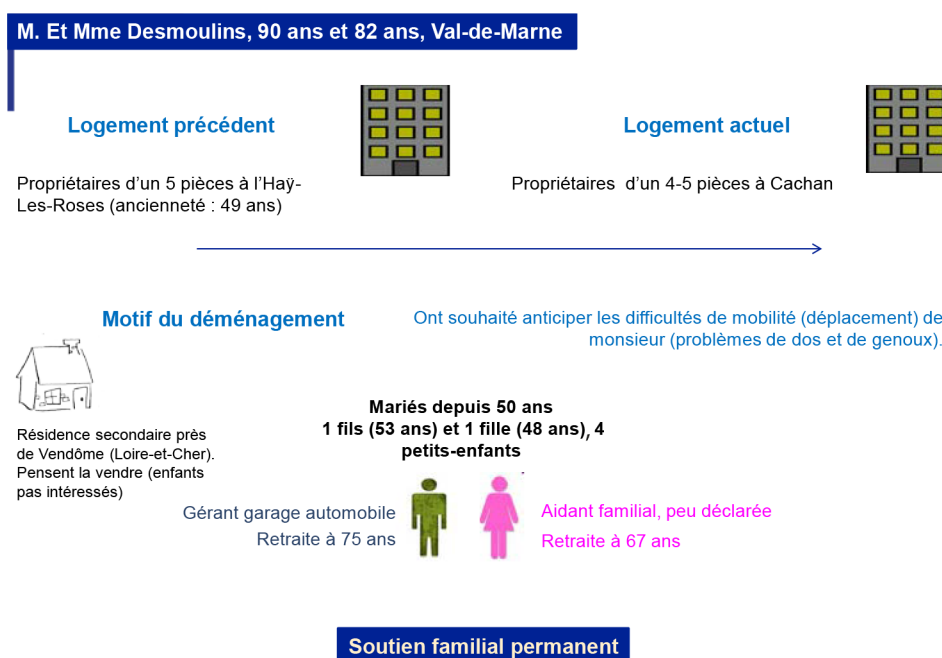 M. Et Mme Desmoulins, 90 ans et 82 ans, Val-de-Marne
Logement précédent
Propriétaires d'un 5 pièces à l'Haÿ-
Les-Roses (ancienneté : 49 ans)
Logement actuel
Propriétaires d'un 4-5 pièces à Cachan
Motif du déménagement
Ont souhaité anticiper les difficultés de mobilité (déplacement) de
monsieur (problèmes de dos et de genoux).
Résidence secondaire près
de Vendôme (Loire-et-Cher).
Pensent la vendre (enfants
pas intéressés)
Mariés depuis 50 ans
1 fils (53 ans) et 1 fille (48 ans), 4
petits-enfants
Gérant garage automobile
Retraite à 75 ans
Aidant familial, peu déclarée
Retraite à 67 ans
Soutien familial permanent